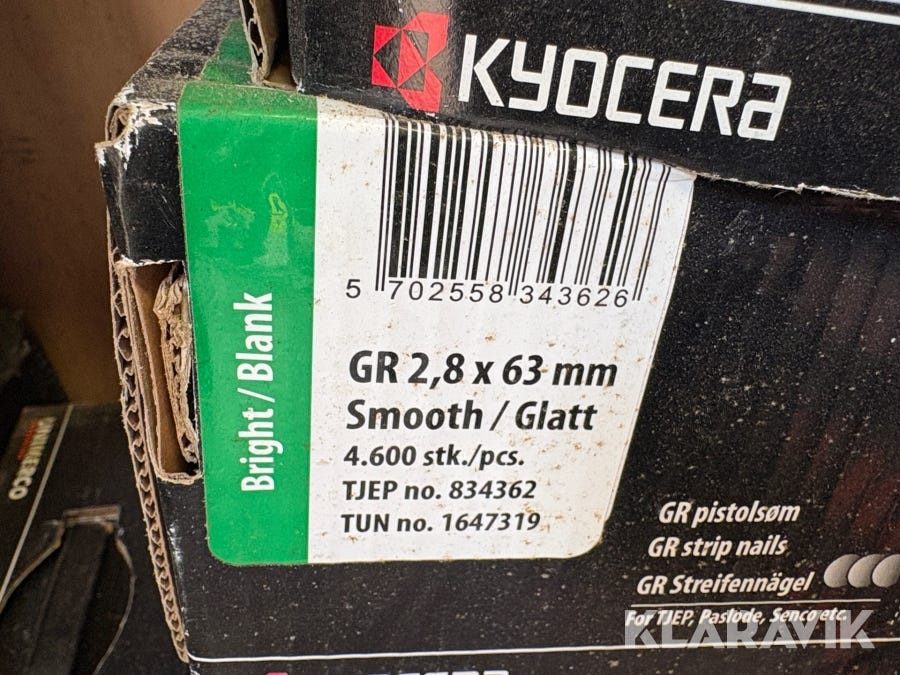 KYOCERA
5 702558 343626
Bright / Blank
GR 2,8 x 63 mm
Smooth / Glatt
4.600 stk./pcs.
TJEP no. 834362
TUN no. 1647319
GR pistolsøm
GR strip nails
GR Streifennägel
For TJEP, Paslode, Senco etc.
KLARAVIK
KYOCERA